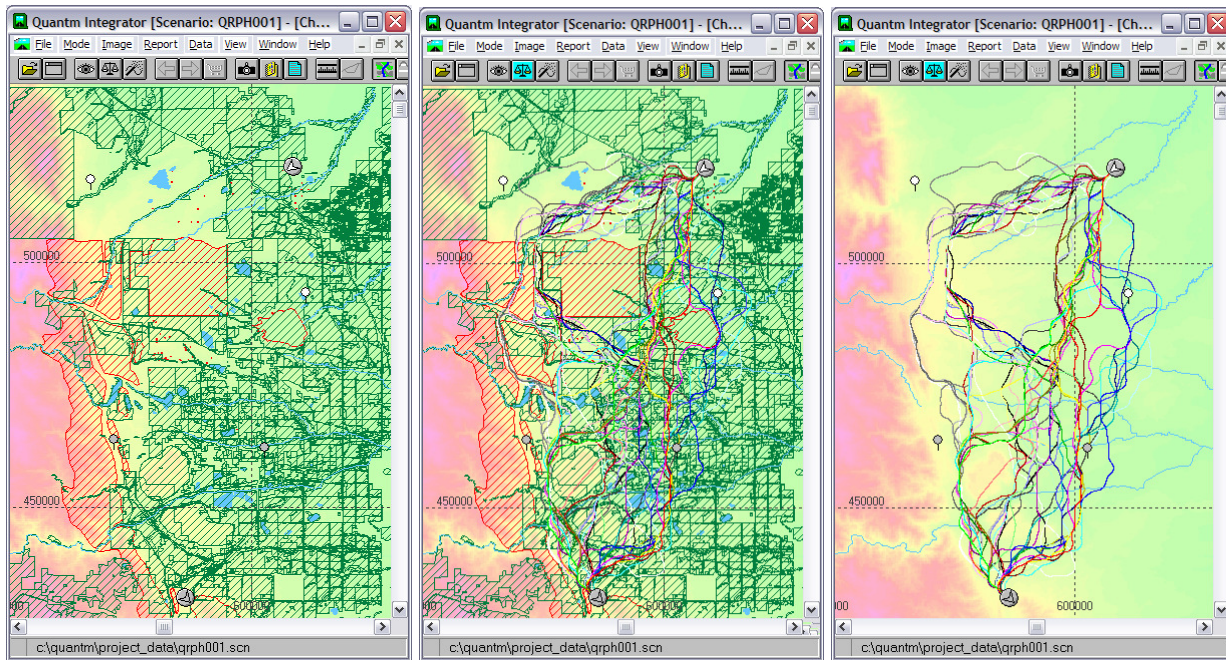 Quantm Integrator [Scenario: QRPH001] - [Ch...
File Mode Image Report Data View Window Help
500000
450000
00
600000
c:\quantm\project_data\qrph001.scn
Quantm Integrator [Scenario: QRPH001] - [Ch...
File Mode Image Report Data View Window Help
500000
450000
00
600000
c:\quantm\project_data\qrph001.scn
Quantm Integrator [Scenario: QRPH001] - [Ch...
File Mode Image Report Data View Window Help
500000
450000
00
600000
c:\quantm\project_data\qrph001.scn